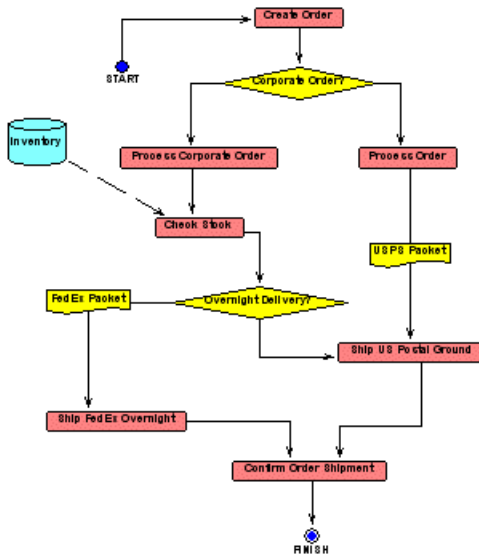 Create Order
START
Corporate Order?
Inventory
Process Corporate Order
Process Order
Check Stock
USPS Packet
FedEx Packet
Overnight Delivery?
Ship US Postal Ground
Ship FedEx Overnight
Confirm Order Shipment
FINISH